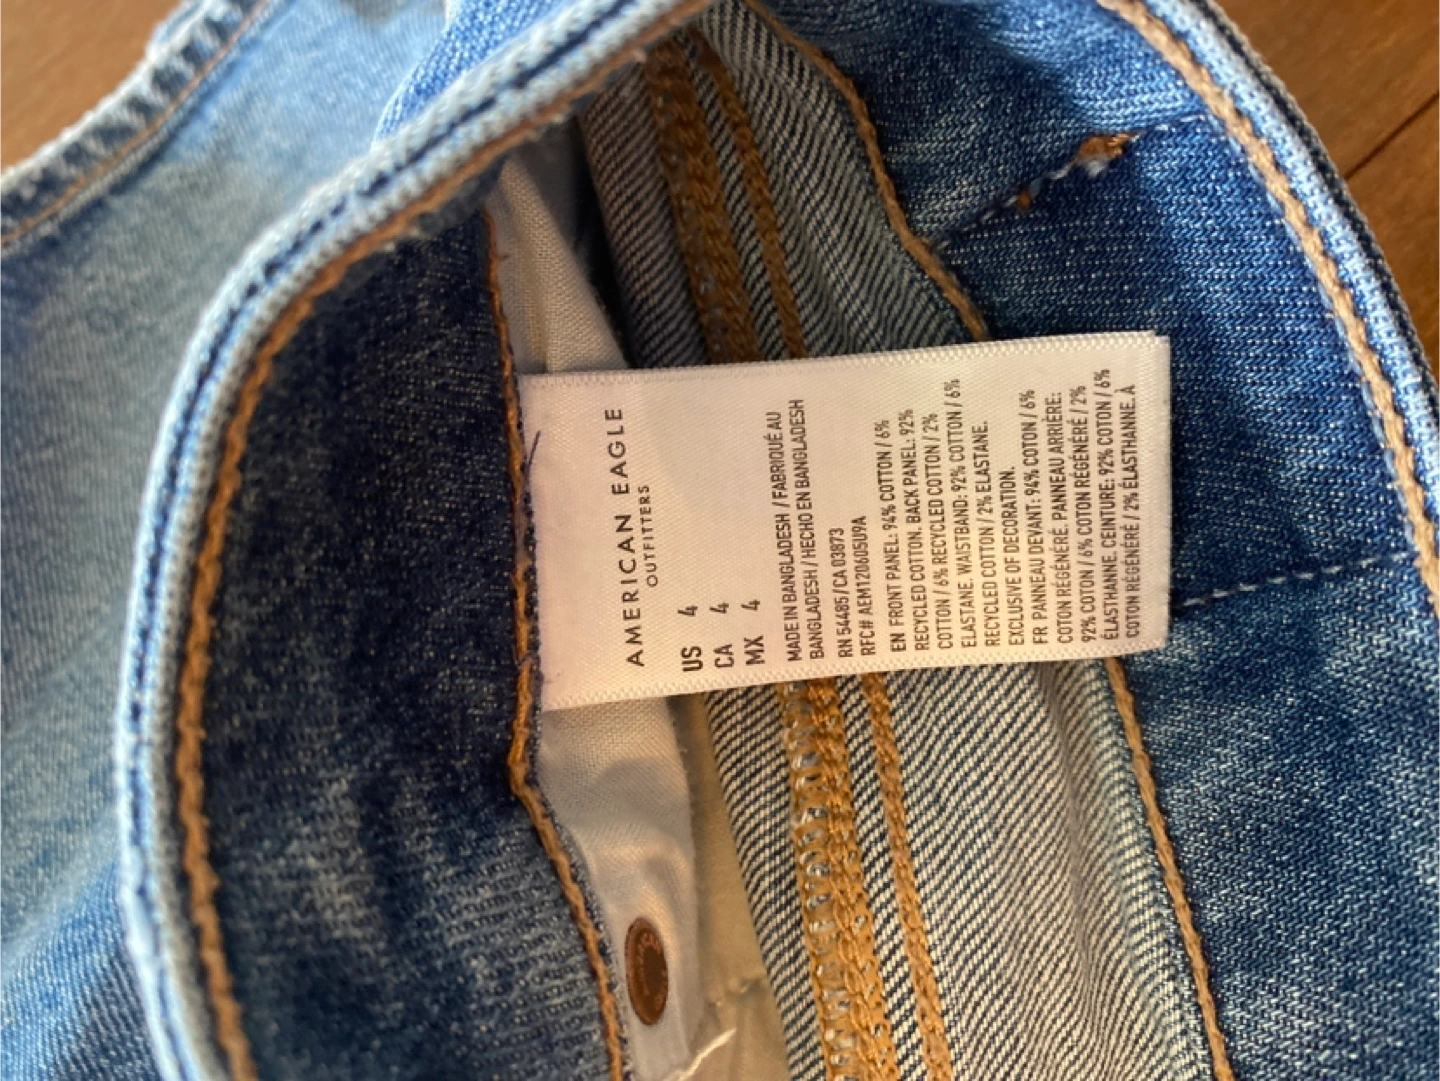 AMERICAN EAGLE
OUTFITTERS
US 4
CA 4
MX 4
MADE IN BANGLADESH / FABRIQUÉ AU
BANGLADESH / HECHO EN BANGLADESH
RN 54485 / CA 03873
RFC# AEM120605U9A
EN FRONT PANEL: 94% COTTON / 6%
RECYCLED COTTON. BACK PANEL: 92%
COTTON / 6% RECYCLED COTTON / 2%
ELASTANE. WAISTBAND: 92% COTTON / 6%
RECYCLED COTTON / 2% ELASTANE.
EXCLUSIVE OF DECORATION.
FR PANNEAU DEVANT: 94% COTON / 6%
COTON RÉGÉNÉRÉ. PANNEAU ARRIÈRE:
92% COTON / 6% COTON RÉGÉNÉRÉ / 2%
ÉLASTHANNE. CEINTURE: 92% COTON / 6%
COTON RÉGÉNÉRÉ / 2% ÉLASTHANNE. À